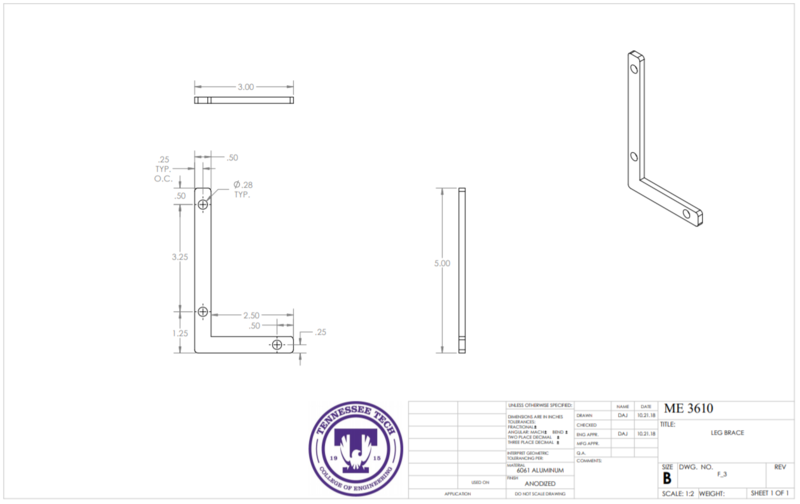 3.00
.25
TYP.
O.C.
.50
.50
Ø.28
TYP.
3.25
1.25
2.50
.50
.25
5.00
TENNESSEE TECH
1915
COLLEGE OF ENGINEERING
USED ON
APPLICATION
UNLESS OTHERWISE SPECIFIED:
DIMENSIONS ARE IN INCHES
TOLERANCES:
FRACTIONAL ±
ANGULAR: MACH ± BEND ±
TWO PLACE DECIMAL ±
THREE PLACE DECIMAL ±
INTERPRET GEOMETRIC
TOLERANCING PER:
MATERIAL
6061 ALUMINUM
FINISH
ANODIZED
DO NOT SCALE DRAWING
NAME DATE
DRAWN DAJ 10.21.18
CHECKED
ENG APPR. DAJ 10.21.18
MFG APPR.
Q.A.
COMMENTS:
ME 3610
TITLE:
LEG BRACE
SIZE DWG. NO. REV
B F_3
SCALE: 1:2 WEIGHT: SHEET 1 OF 1